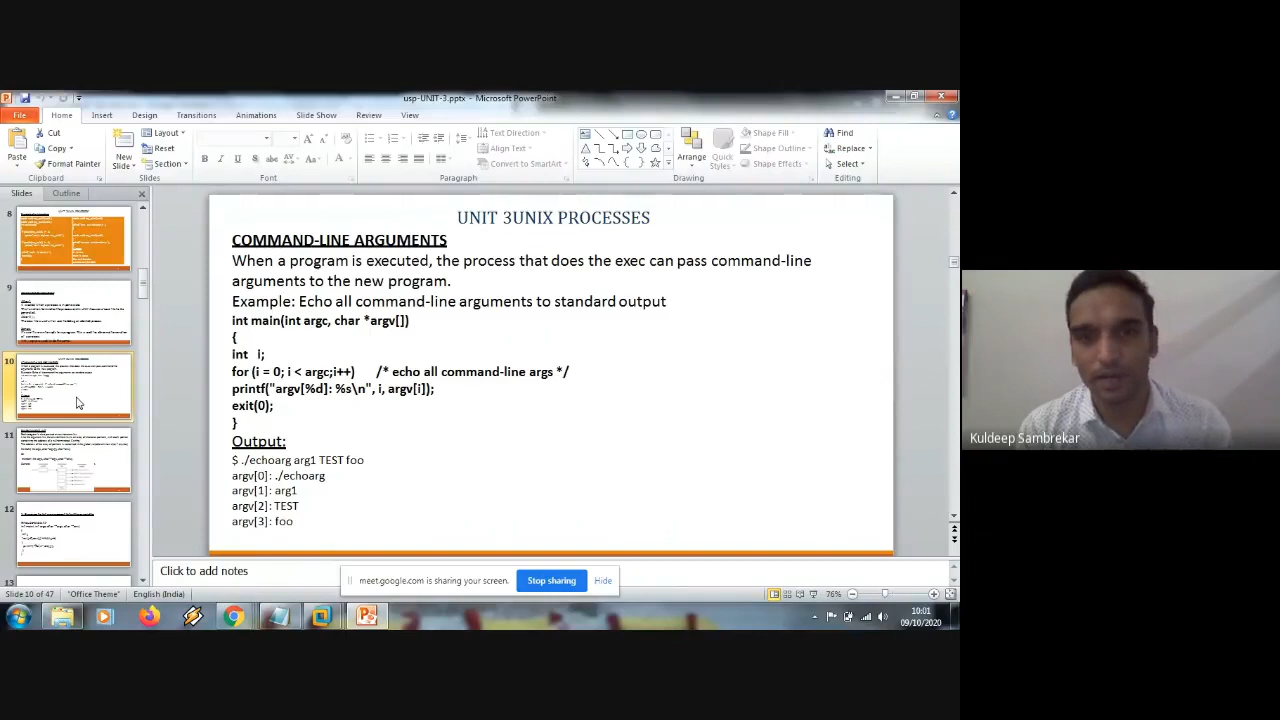 usp-UNIT-3.pptx - Microsoft PowerPoint
File Home Insert Design Transitions Animations Slide Show Review View
Paste
Cut
Copy
Format Painter
Clipboard
New Slide
Layout
Reset
Section
Slides
Font
Text Direction
Align Text
Convert to SmartArt
Paragraph
Arrange
Quick Styles
Shape Fill
Shape Outline
Shape Effects
Drawing
Find
Replace
Select
Editing
Slides Outline
8
9
10
11
12
13
UNIT 3UNIX PROCESSES
COMMAND-LINE ARGUMENTS
When a program is executed, the process that does the exec can pass command-line
arguments to the new program.
Example: Echo all command-line arguments to standard output
int main(int argc, char *argv[])
{
int i;
for (i = 0; i < argc;i++) /* echo all command-line args */
printf("argv[%d]: %s\n", i, argv[i]);
exit(0);
}
Output:
$ ./echoarg arg1 TEST foo
argv[0]: ./echoarg
argv[1]: arg1
argv[2]: TEST
argv[3]: foo
Click to add notes
meet.google.com is sharing your screen. Stop sharing Hide
Slide 10 of 47 "Office Theme" English (India) 76%
10:01
09/10/2020
Kuldeep Sambrekar